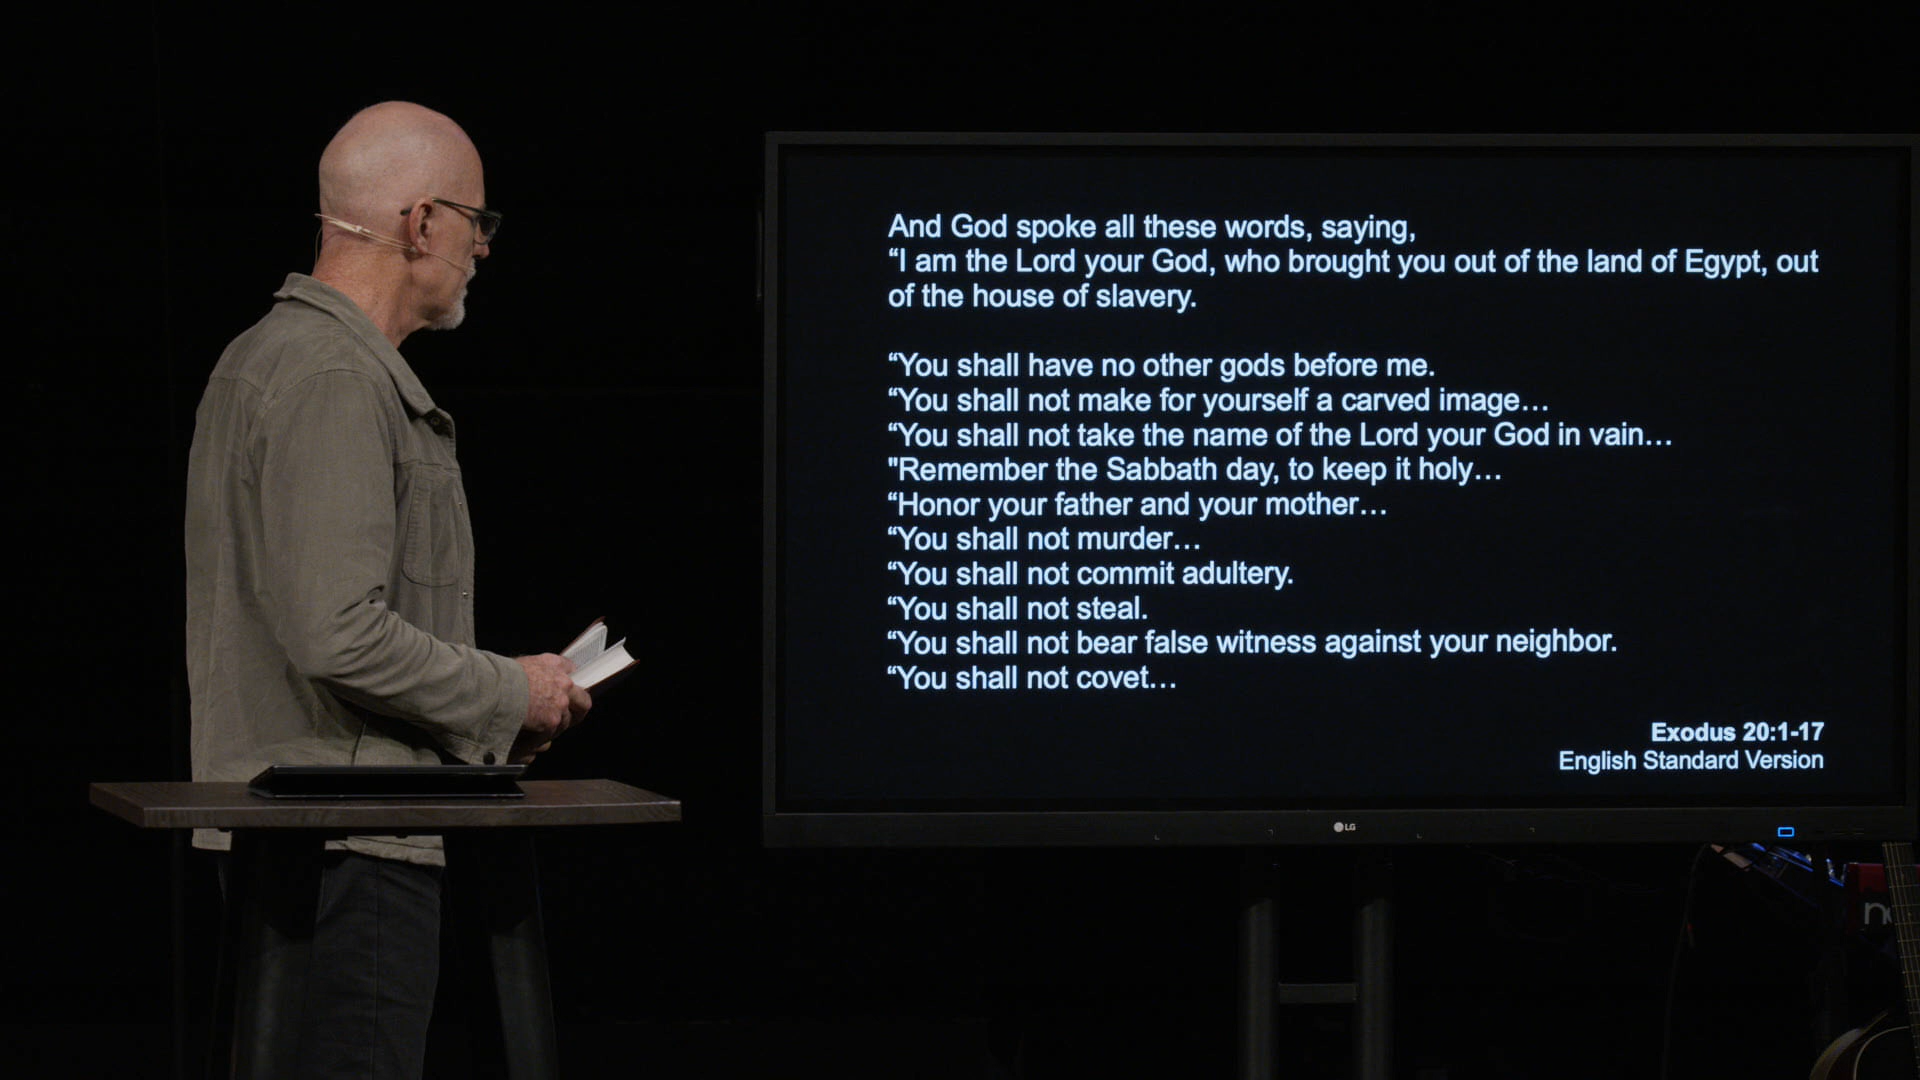 And God spoke all these words, saying,
“I am the Lord your God, who brought you out of the land of Egypt, out
of the house of slavery.
“You shall have no other gods before me.
“You shall not make for yourself a carved image…
“You shall not take the name of the Lord your God in vain…
"Remember the Sabbath day, to keep it holy…
“Honor your father and your mother…
“You shall not murder…
“You shall not commit adultery.
“You shall not steal.
“You shall not bear false witness against your neighbor.
“You shall not covet…
Exodus 20:1-17
English Standard Version
LG